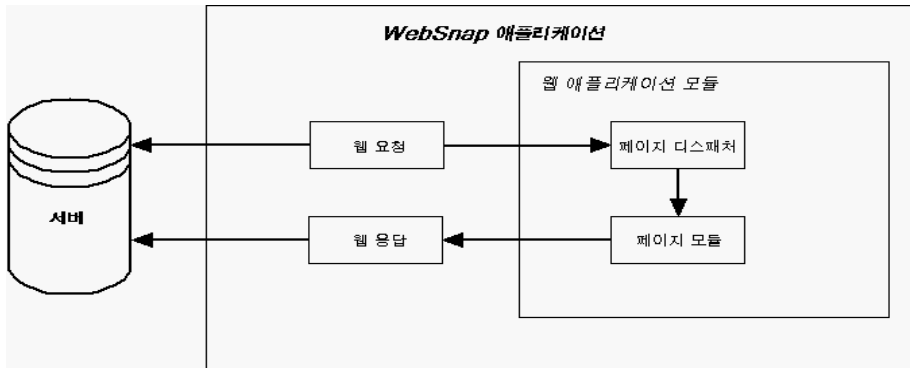 WebSnap 애플리케이션
웹 애플리케이션 모듈
웹 요청
페이지 디스패처
서버
웹 응답
페이지 모듈